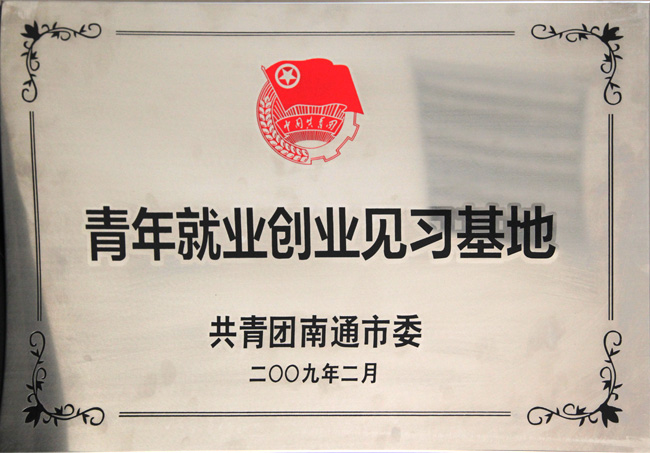 中国共青团
青年就业创业见习基地
共青团南通市委
二〇〇九年二月